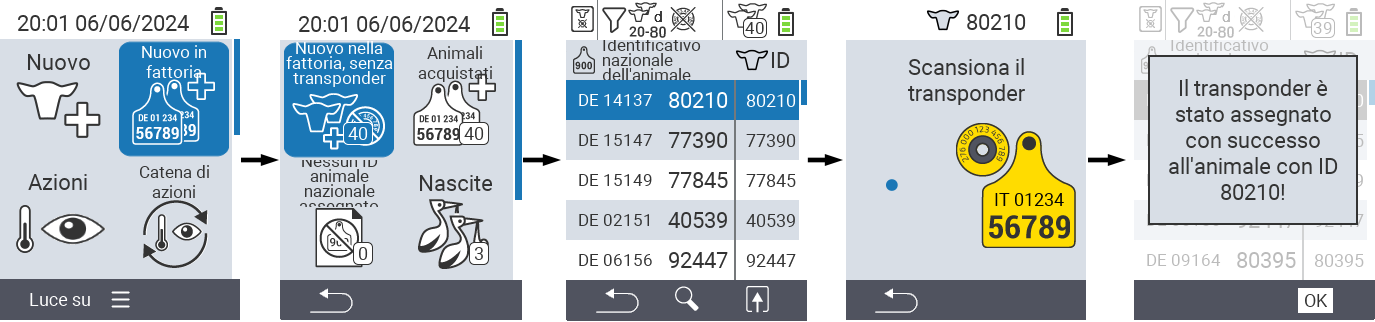 20:01 06/06/2024
Nuovo
Nuovo in
fattoria
DE 01 234
56789
Azioni
Catena di
azioni
Luce su
20:01 06/06/2024
Nuovo nella
fattoria, senza
transponder
40
Animali
acquistati
DE 01 234
56789
40
Nessun ID
animale
nazionale
assegnato
0
Nascite
3
d
20-80
40
900
Identificativo
nazionale
dell'animale
ID
DE 14137 80210 80210
DE 15147 77390 77390
DE 15149 77845 77845
DE 02151 40539 40539
DE 06156 92447 92447
80210
Scansiona il
transponder
276 000 123 456 789
IT 01234
56789
d
20-80
39
Identificativo
nazionale
ID
Il transponder è
stato assegnato
con successo
all'animale con ID
80210!
DE 09164 80395 80395
OK